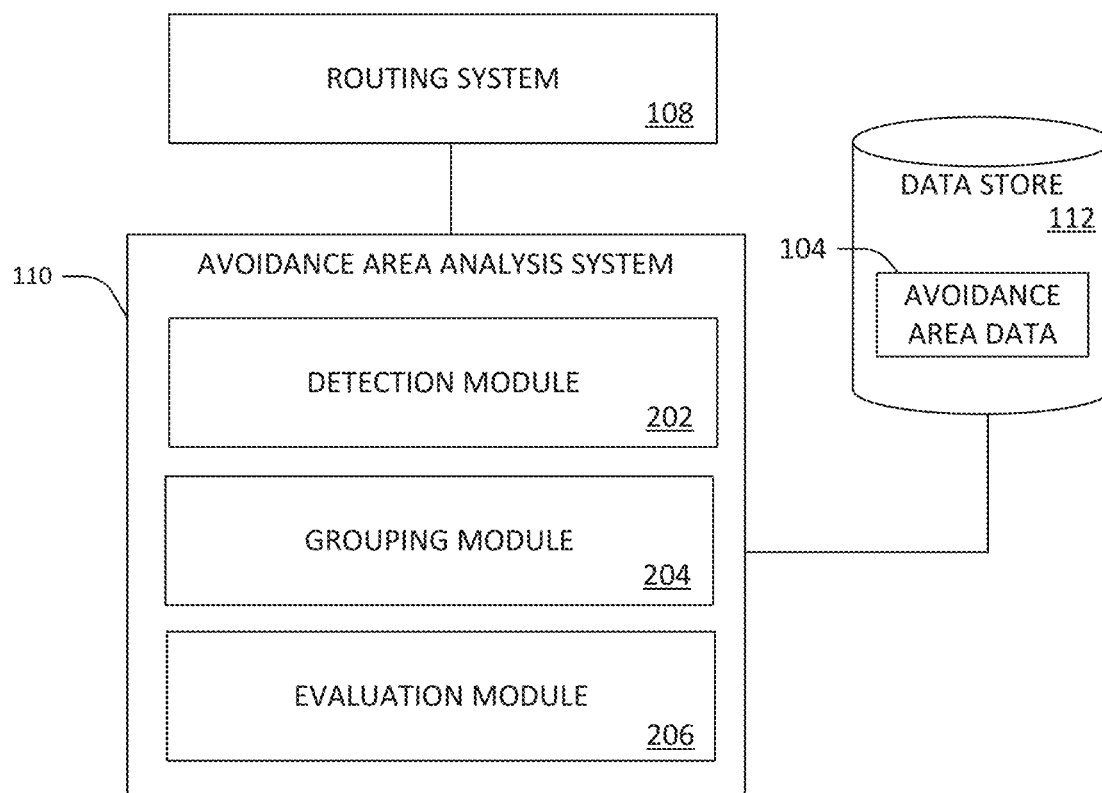 ROUTING SYSTEM
108
DATA STORE
112
104
AVOIDANCE
AREA DATA
110
AVOIDANCE AREA ANALYSIS SYSTEM
DETECTION MODULE
202
GROUPING MODULE
204
EVALUATION MODULE
206